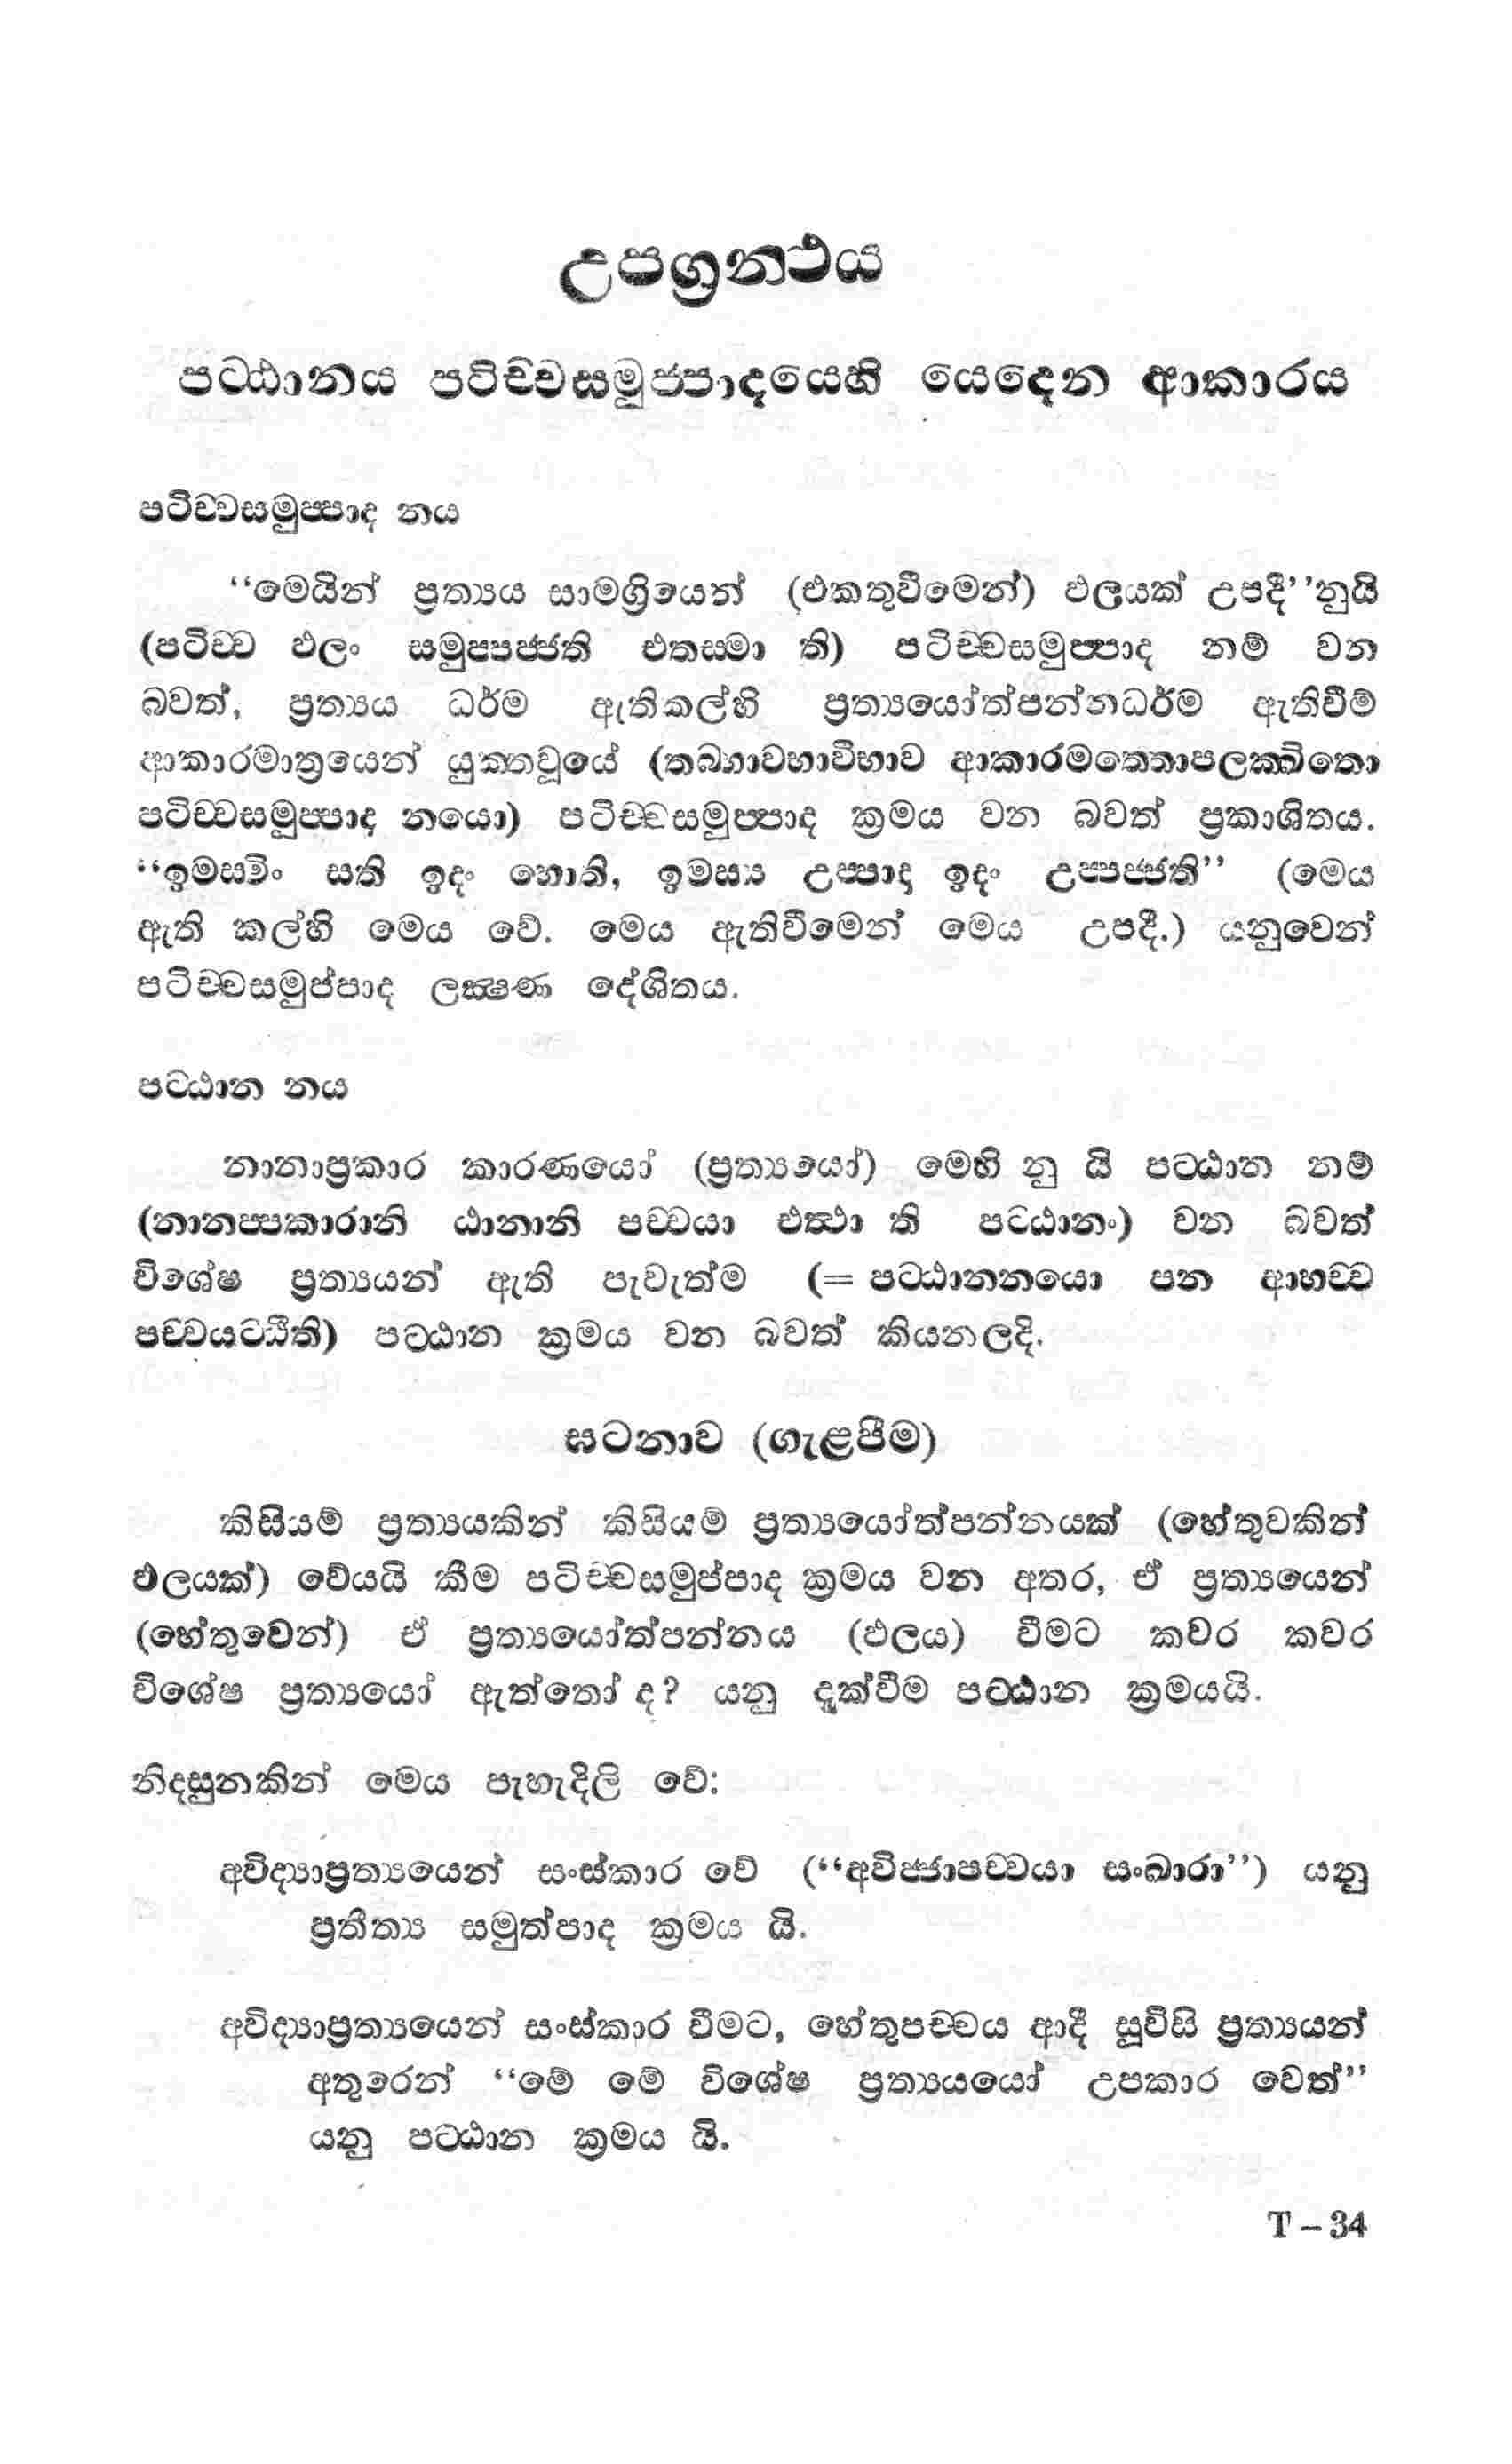 උපග්‍රන්‍ථය
පට්ඨානය පටිච්චසමුප්පාදයෙහි යෙදෙන ආකාරය
පටිච්චසමුප්පාද නය
“මෙයින් ප්‍රත්‍යය සාමග්‍රියෙන් (එකතුවීමෙන්) ඵලයක් උපදී”නුයි
(පටිච්ච ඵලං සමුප්පජ්ජති එතස්මා ති) පටිච්චසමුප්පාද නම් වන
බවත්, ප්‍රත්‍යය ධර්ම ඇතිකල්හි ප්‍රත්‍යයෝත්පන්නධර්ම ඇතිවීම්
ආකාරමාත්‍රයෙන් යුක්තවූයේ (තබ්භාවභාවීභාව ආකාරමත්තොපලක්ඛිතො
පටිච්චසමුප්පාද නයො) පටිච්චසමුප්පාද ක්‍රමය වන බවත් ප්‍රකාශිතය.
“ඉමස්මිං සති ඉදං හොති, ඉමස්ස උප්පාදා ඉදං උප්පජ්ජති” (මෙය
ඇති කල්හි මෙය වේ. මෙය ඇතිවීමෙන් මෙය උපදී.) යනුවෙන්
පටිච්චසමුප්පාද ලක්‍ෂණ දේශිතය.
පට්ඨාන නය
නානාප්‍රකාර කාරණයෝ (ප්‍රත්‍යයෝ) මෙහි නු යි පට්ඨාන නම්
(නානප්පකාරානි ඨානානි පච්චයා එත්ථා ති පට්ඨානං) වන බවත්
විශේෂ ප්‍රත්‍යයන් ඇති පැවැත්ම (= පට්ඨානනයො පන ආහච්ච
පච්චයට්ඨිති) පට්ඨාන ක්‍රමය වන බවත් කියනලදි.
ඝටනාව (ගැළපීම)
කිසියම් ප්‍රත්‍යයකින් කිසියම් ප්‍රත්‍යයෝත්පන්නයක් (හේතුවකින්
ඵලයක්) වේයයි කීම පටිච්චසමුප්පාද ක්‍රමය වන අතර, ඒ ප්‍රත්‍යයෙන්
(හේතුවෙන්) ඒ ප්‍රත්‍යයෝත්පන්නය (ඵලය) වීමට කවර කවර
විශේෂ ප්‍රත්‍යයෝ ඇත්තෝ ද? යනු දැක්වීම පට්ඨාන ක්‍රමයයි.
නිදසුනකින් මෙය පැහැදිලි වේ:
අවිද්‍යාප්‍රත්‍යයෙන් සංස්කාර වේ (“අවිජ්ජාපච්චයා සංඛාරා”) යනු
ප්‍රතීත්‍ය සමුත්පාද ක්‍රමය යි.
අවිද්‍යාප්‍රත්‍යයෙන් සංස්කාර වීමට, හේතුපච්චය ආදී සූවිසි ප්‍රත්‍යයන්
අතුරෙන් “මේ මේ විශේෂ ප්‍රත්‍යයයෝ උපකාර වෙත්”
යනු පට්ඨාන ක්‍රමය යි.
T – 34